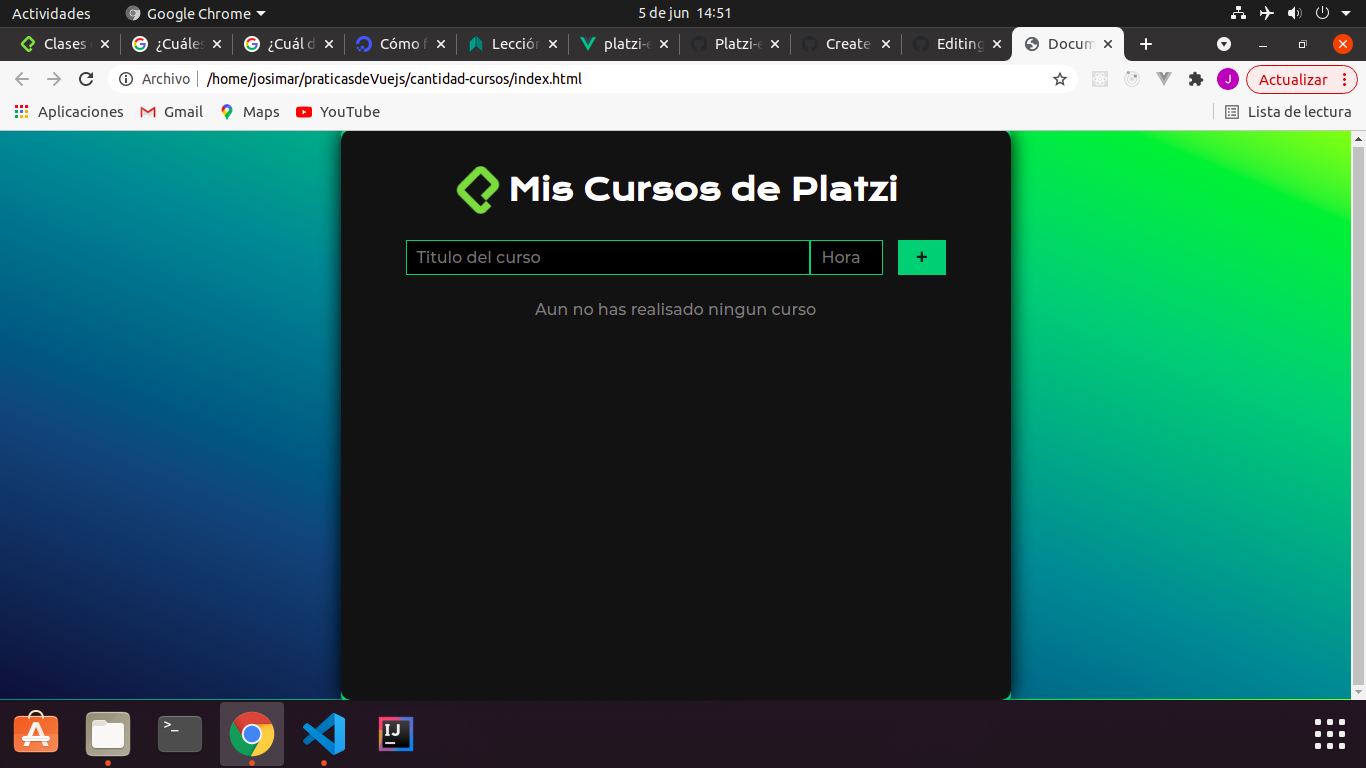 Actividades Google Chrome 5 de jun 14:51
Clases ¿Cuáles ¿Cuál d Cómo f Lección platzi-e Platzi-e Create Editing Docum
Archivo /home/josimar/praticasdeVuejs/cantidad-cursos/index.html J Actualizar
Aplicaciones Gmail Maps YouTube Lista de lectura
Mis Cursos de Platzi
Titulo del curso Hora +
Aun no has realisado ningun curso
>_ IJ